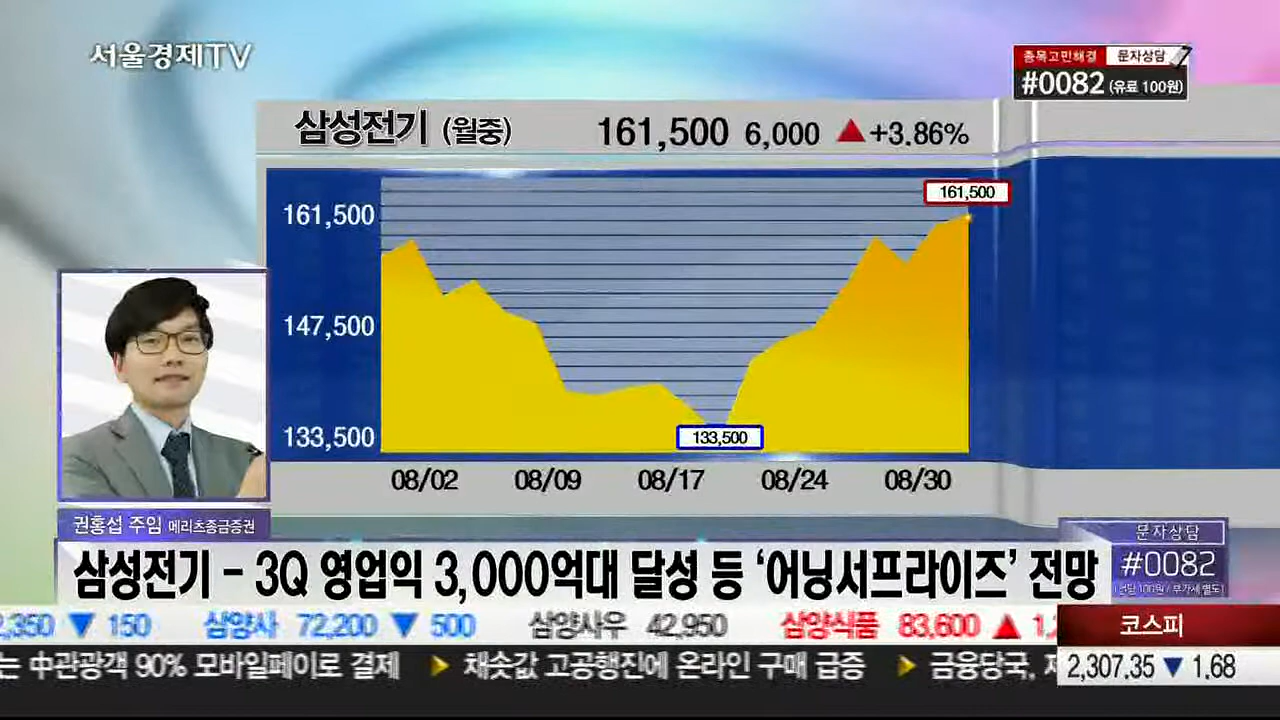 서울경제TV
종목고민해결 문자상담
#0082 (유료 100원)
삼성전기 (월중) 161,500 6,000 ▲+3.86%
161,500
161,500
147,500
133,500
133,500
08/02 08/09 08/17 08/24 08/30
권홍섭 주임 메리츠종금증권
문자상담
#0082
삼성전기 - 3Q 영업익 3,000억대 달성 등 ‘어닝서프라이즈’ 전망
2,350 ▼ 150 삼양사 72,200 ▼ 500 삼양사우 42,950 삼양식품 83,600 ▲
코스피
는 中관광객 90% 모바일페이로 결제 ▶ 채솟값 고공행진에 온라인 구매 급증 ▶ 금융당국,
2,307.35 ▼ 1.68